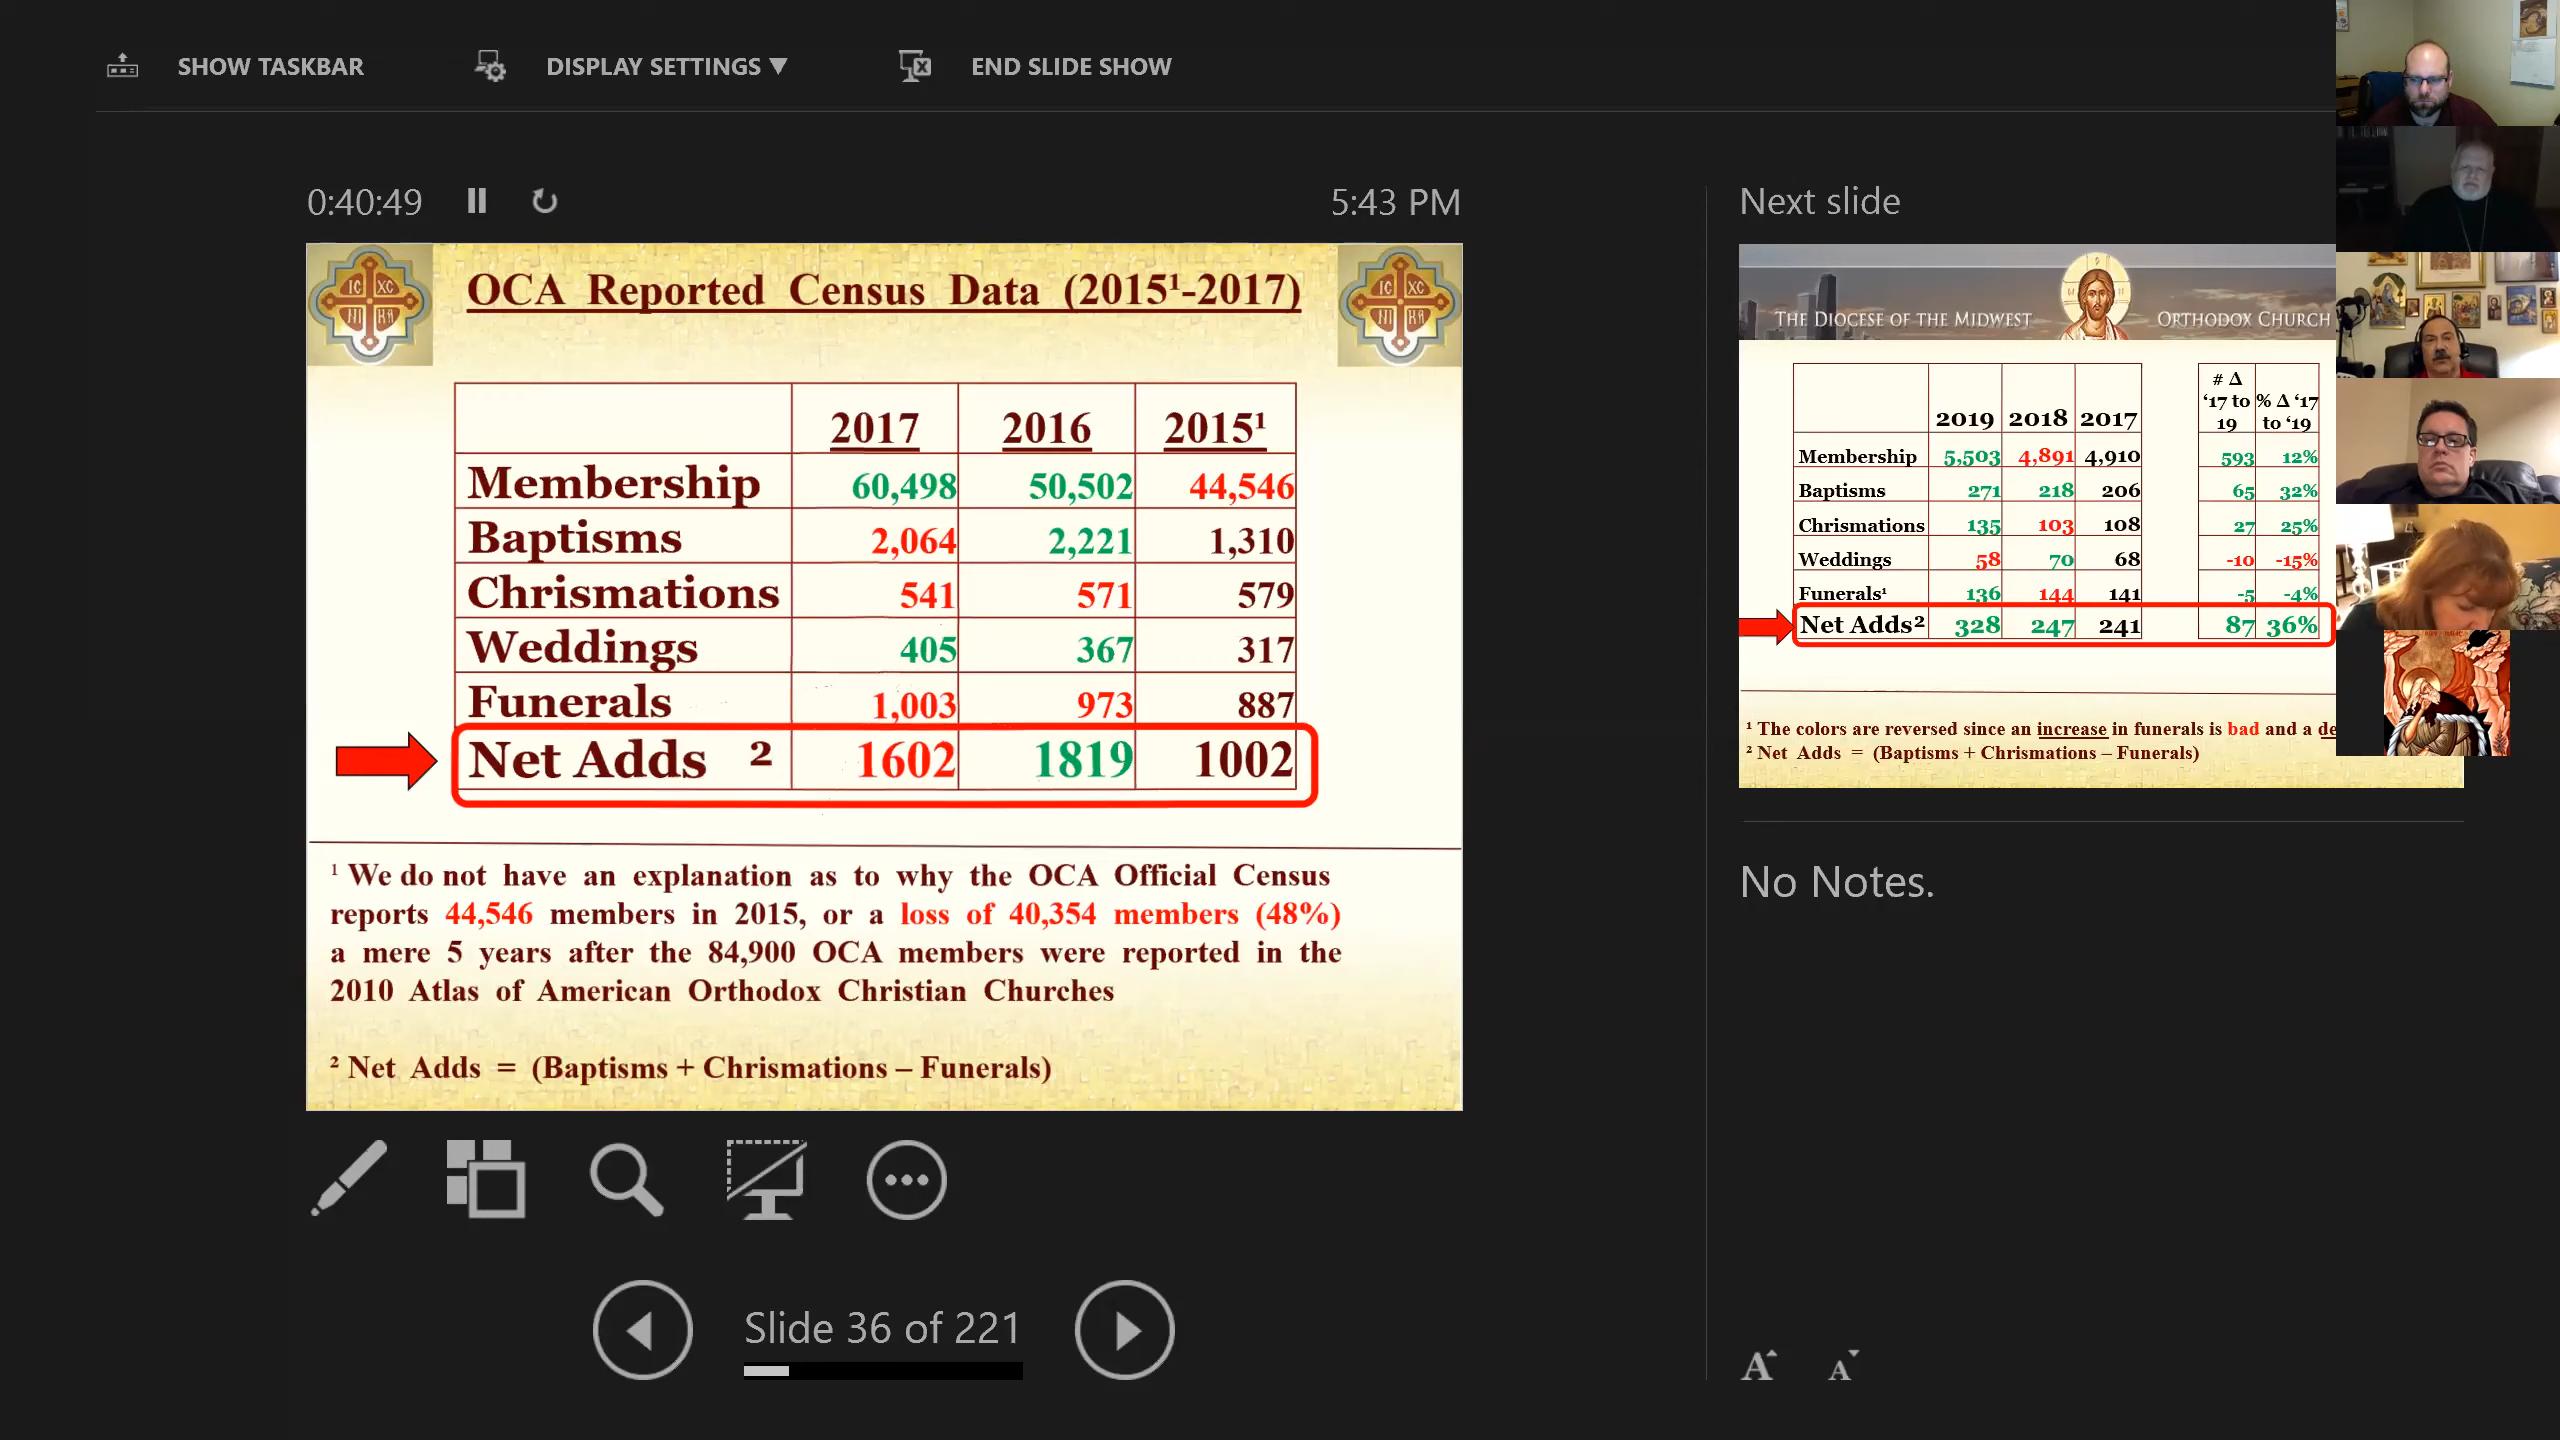 SHOW TASKBAR
DISPLAY SETTINGS ▼
END SLIDE SHOW
0:40:49
5:43 PM
OCA Reported Census Data (2015¹-2017)
IC XC
NI KA
IC XC
NI KA
2017 2016 2015¹
Membership 60,498 50,502 44,546
Baptisms 2,064 2,221 1,310
Chrismations 541 571 579
Weddings 405 367 317
Funerals 1,003 973 887
Net Adds ² 1602 1819 1002
¹ We do not have an explanation as to why the OCA Official Census
reports 44,546 members in 2015, or a loss of 40,354 members (48%)
a mere 5 years after the 84,900 OCA members were reported in the
2010 Atlas of American Orthodox Christian Churches
² Net Adds = (Baptisms + Chrismations – Funerals)
Slide 36 of 221
Next slide
THE DIOCESE OF THE MIDWEST ORTHODOX CHURCH
# Δ
‘17 to % Δ ‘17
2019 2018 2017 19 to ‘19
Membership 5,503 4,891 4,910 593 12%
Baptisms 271 218 206 65 32%
Chrismations 135 103 108 27 25%
Weddings 58 70 68 -10 -15%
Funerals¹ 136 144 141 -5 -4%
Net Adds² 328 247 241 87 36%
¹ The colors are reversed since an increase in funerals is bad and a de
² Net Adds = (Baptisms + Chrismations – Funerals)
No Notes.
A A